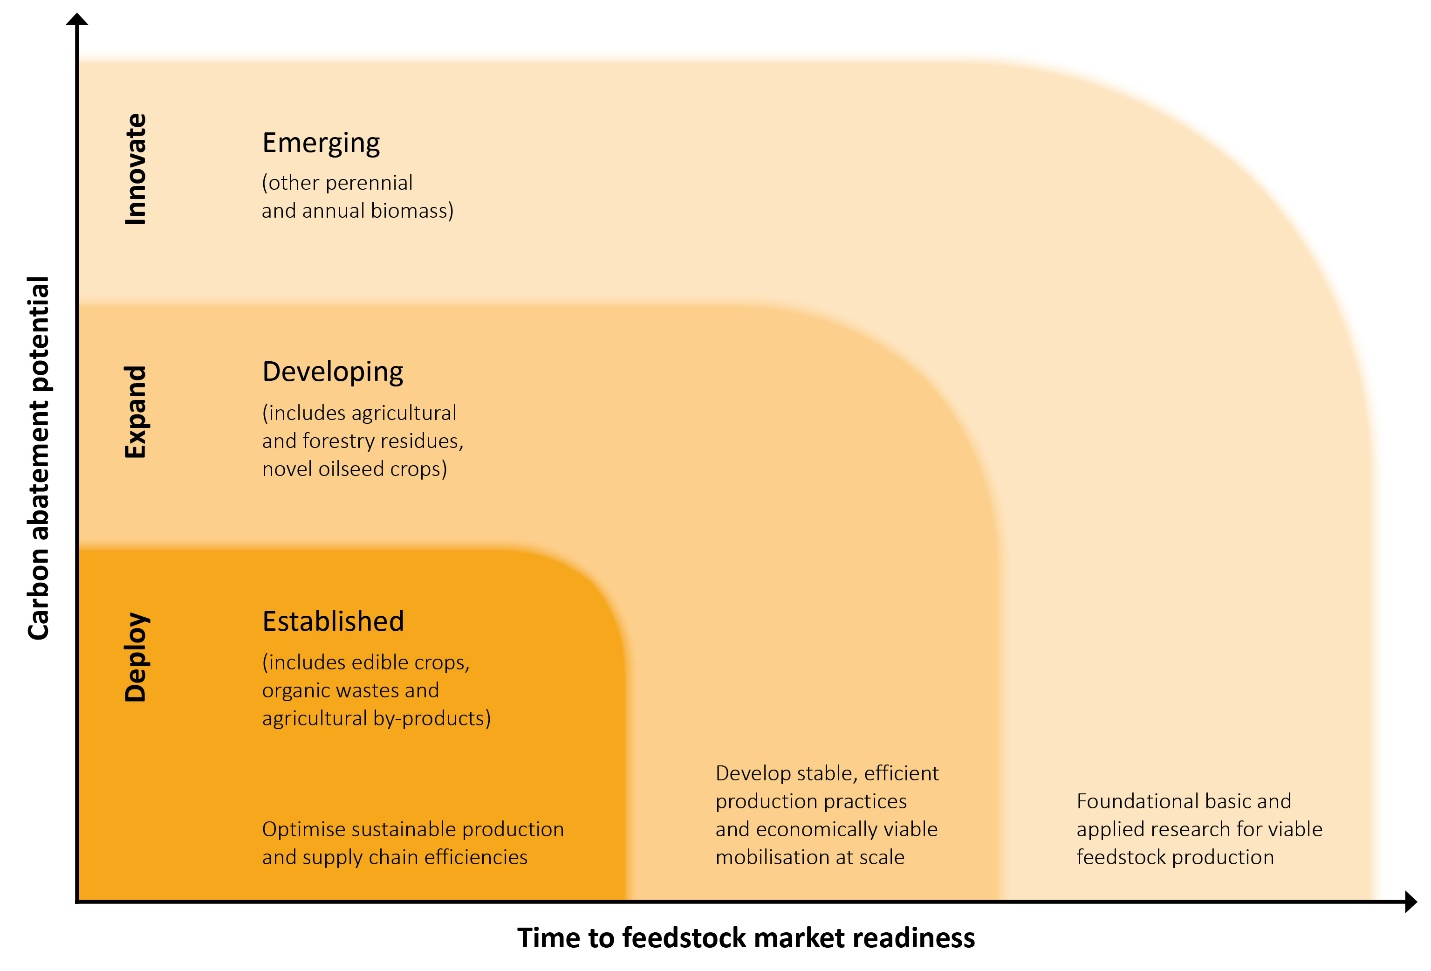 Innovate
Emerging
(other perennial
and annual biomass)
Carbon abatement potential
Expand
Developing
(includes agricultural
and forestry residues,
novel oilseed crops)
Deploy
Established
(includes edible crops,
organic wastes and
agricultural by-products)
Optimise sustainable production
and supply chain efficiencies
Develop stable, efficient
production practices
and economically viable
mobilisation at scale
Foundational basic and
applied research for viable
feedstock production
Time to feedstock market readiness